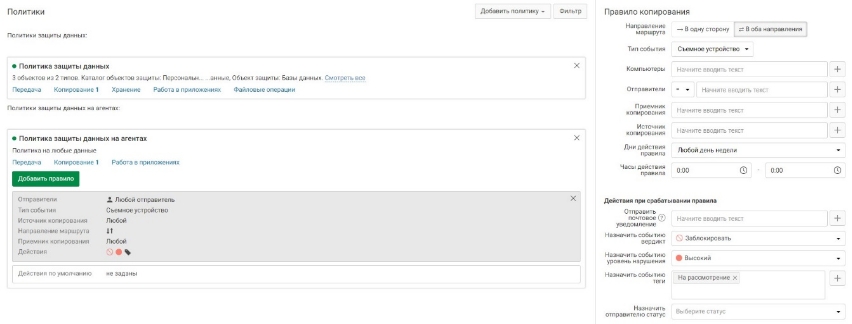 Политики
Добавить политику
Фильтр
Политики защиты данных:
Политика защиты данных
3 объектов из 2 типов. Каталог объектов защиты: Персональн... ...анные, Объект защиты: Базы данных. Смотреть все
Передача Копирование 1 Хранение Работа в приложениях Файловые операции
Политики защиты данных на агентах:
Политика защиты данных на агентах
Политика на любые данные
Передача Копирование 1 Работа в приложениях
Добавить правило
Отправители Любой отправитель
Тип события Съемное устройство
Источник копирования Любой
Направление маршрута
Приемник копирования Любой
Действия
Действия по умолчанию не заданы
Правило копирования
Направление маршрута → В одну сторону ⇄ В оба направления
Тип события Съемное устройство
Компьютеры Начните вводить текст
Отправители = Начните вводить текст
Приемник копирования Начните вводить текст
Источник копирования Начните вводить текст
Дни действия правила Любой день недели
Часы действия правила 0:00 - 0:00
Действия при срабатывании правила
Отправить почтовое уведомление Начните вводить текст
Назначить событию вердикт Заблокировать
Назначить событию уровень нарушения Высокий
Назначить событию теги На рассмотрение ×
Назначить отправителю статус Выберите статус